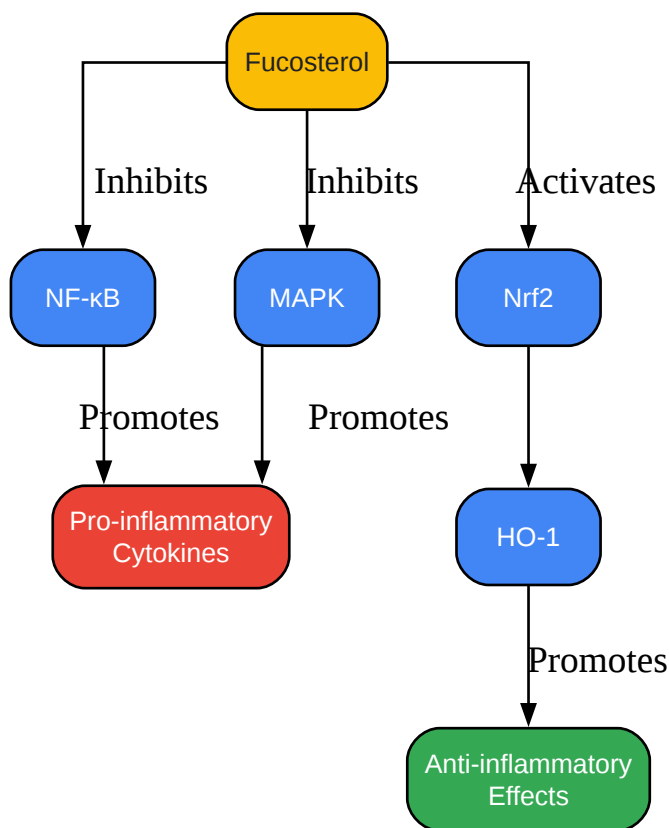 Fucosterol
Inhibits
Inhibits
Activates
NF-κB
MAPK
Nrf2
Promotes
Promotes
Pro-inflammatory
Cytokines
HO-1
Promotes
Anti-inflammatory
Effects